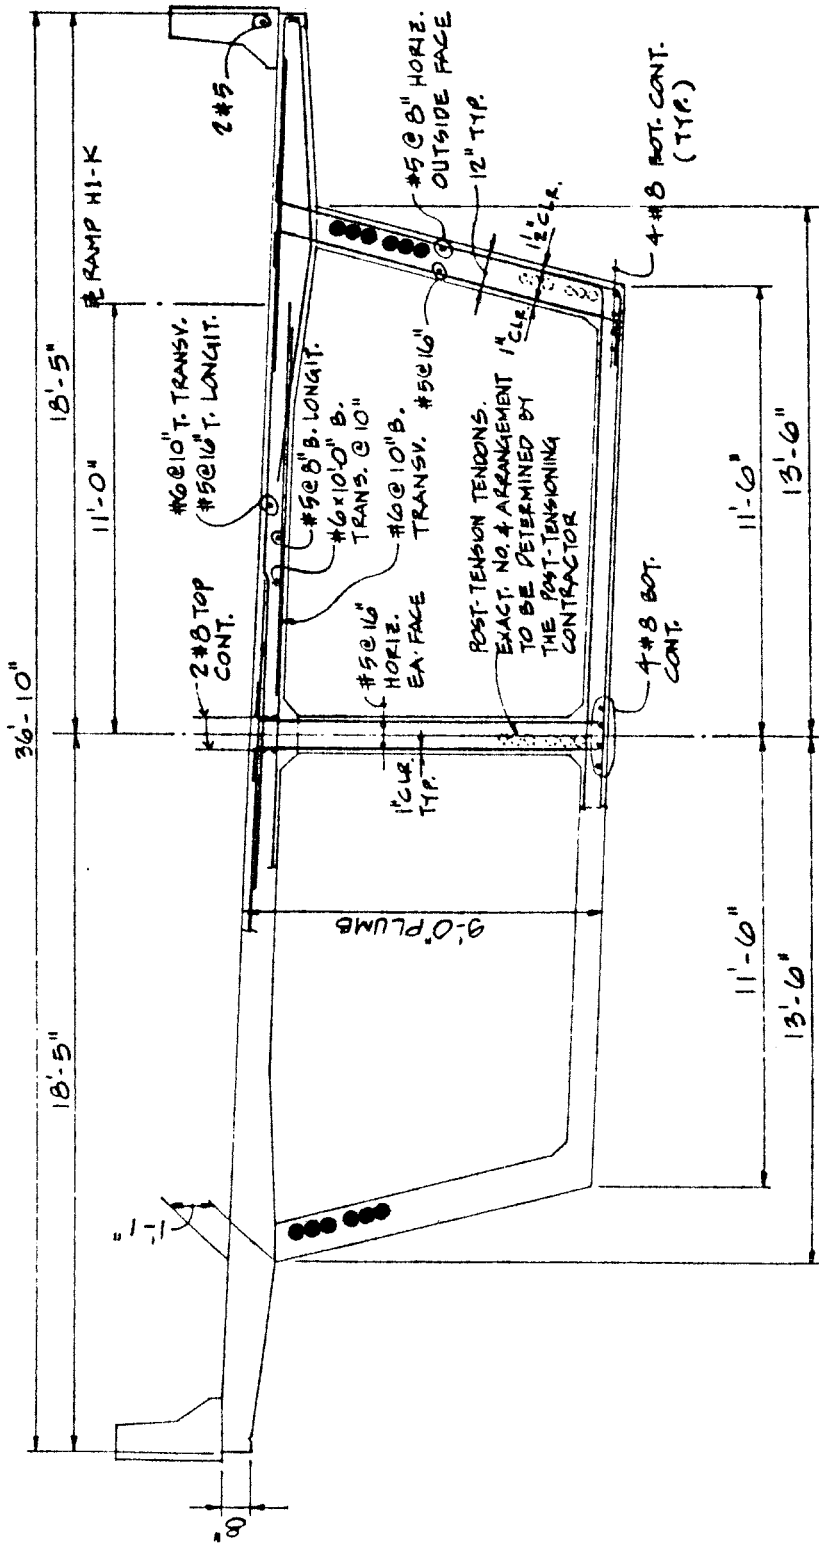 36'-10"
18'-5"
18'-5"
11'-0"
℄ RAMP H1-K
2#5
#6@10"T. TRANSV.
#5@16"T. LONGIT.
2#8 TOP
CONT.
#5@8"B. LONGIT.
#6x10'-0" B.
TRANS. @ 10"
#6@10"B.
TRANSV.
#5@16"
HORIZ.
EA. FACE
#5@16"
#5@8" HORIZ.
OUTSIDE FACE
12" TYP.
1½" CLR.
1" CLR.
POST-TENSION TENDONS.
EXACT. NO. & ARRANGEMENT
TO BE DETERMINED BY
THE POST-TENSIONING
CONTRACTOR
1" CLR.
TYP.
4#8 BOT. CONT.
(TYP.)
4#8 BOT.
CONT.
9'-0" PLUMB
1'-1"
8"
11'-6"
11'-6"
13'-6"
13'-6"